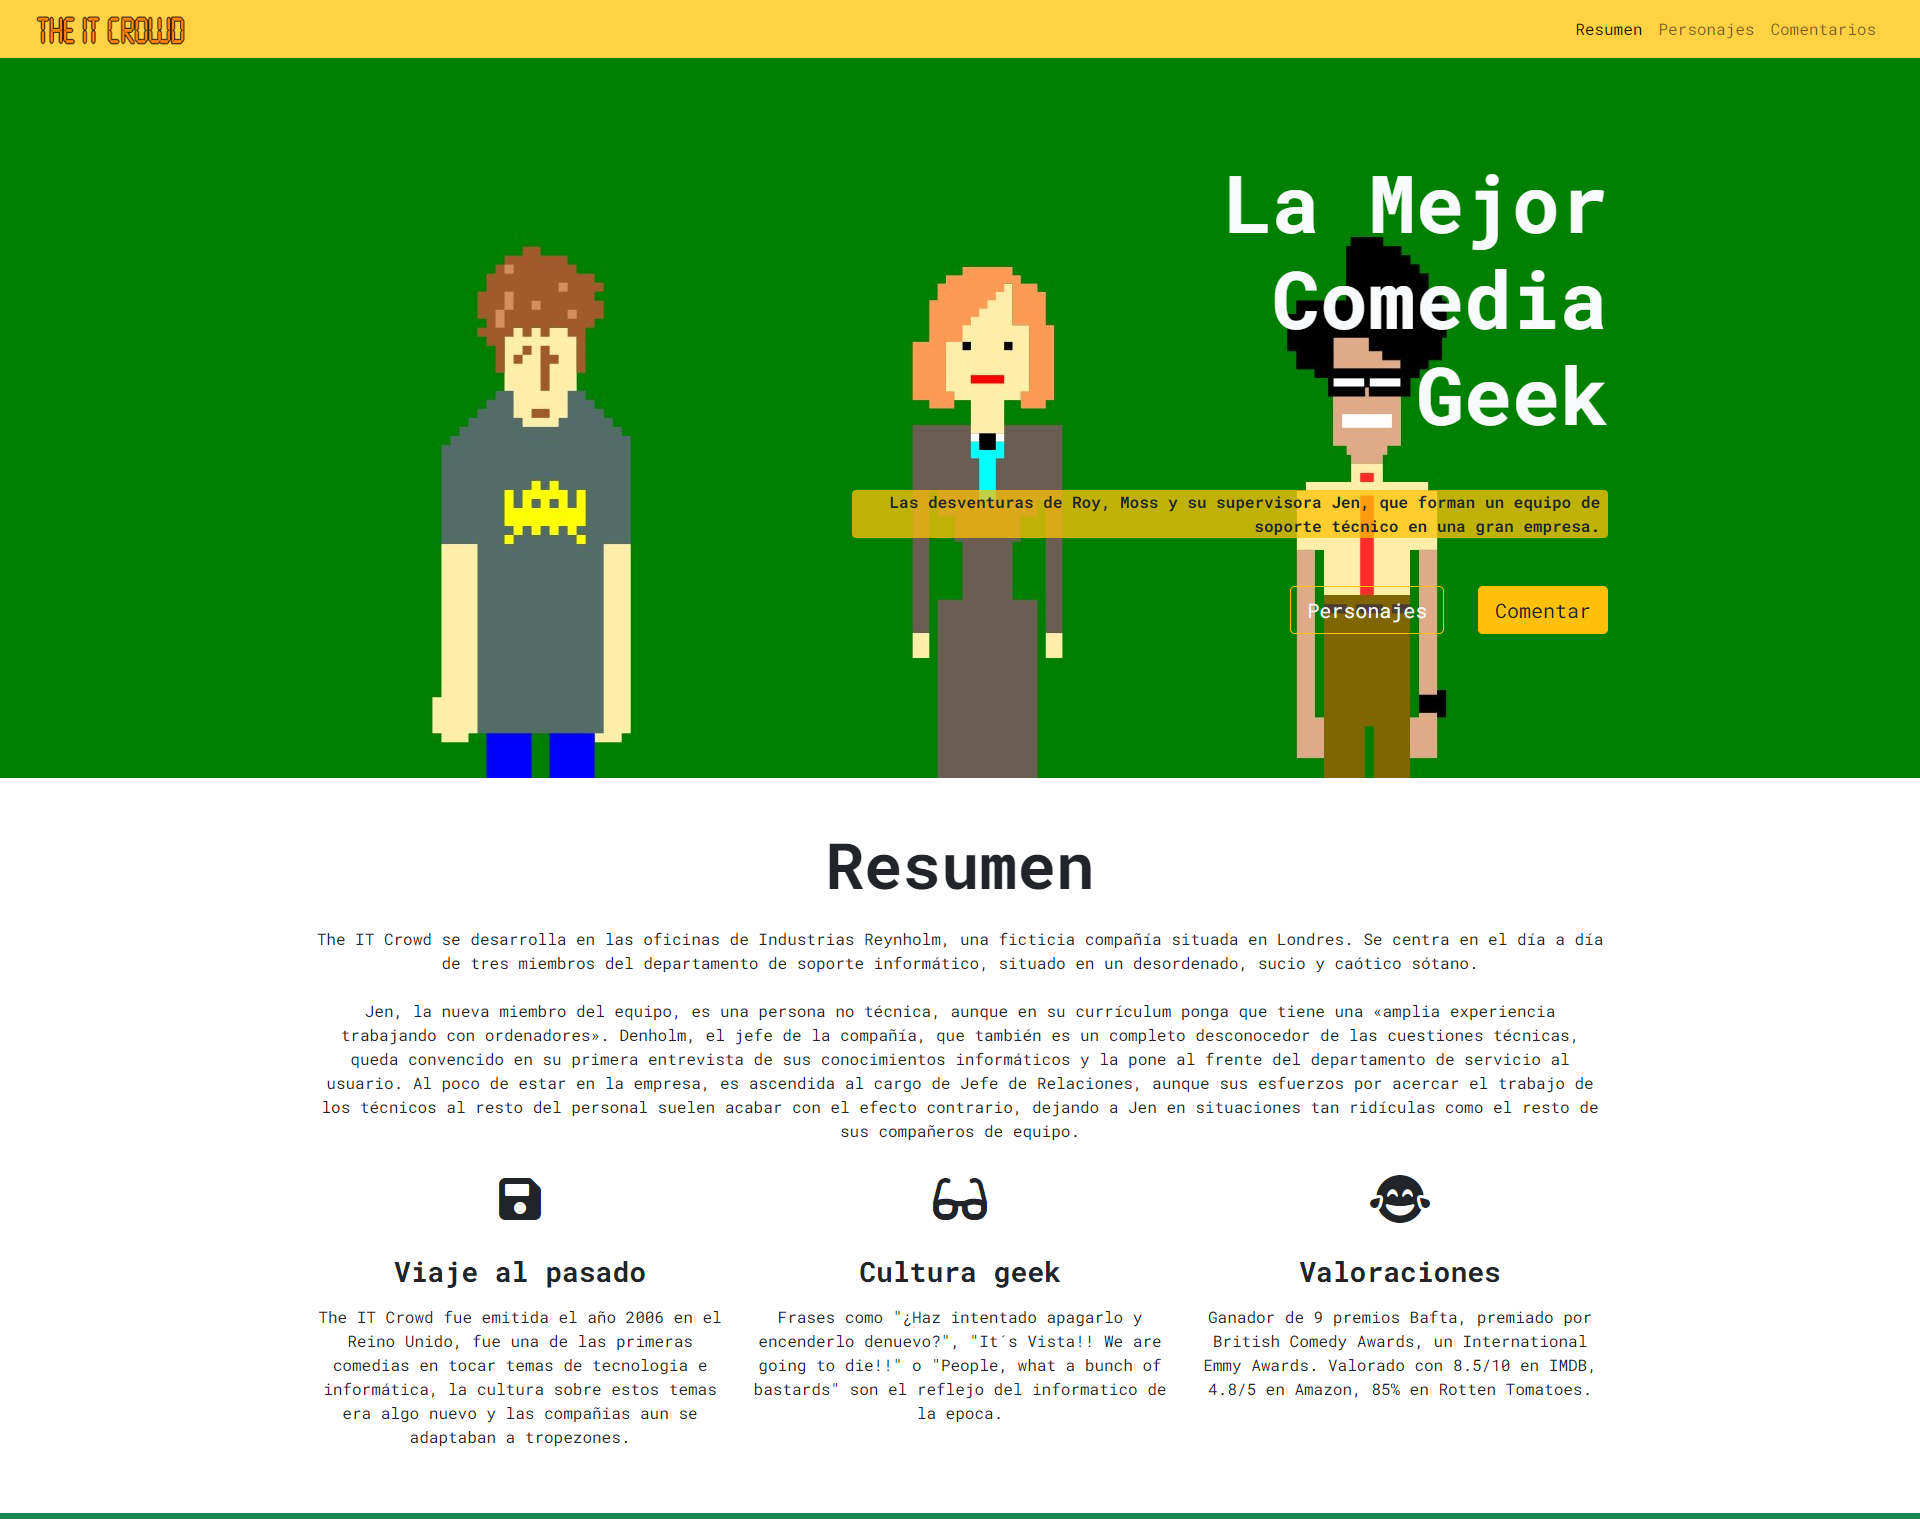 THE IT CROWD
Resumen Personajes Comentarios
La Mejor
Comedia
Geek
Las desventuras de Roy, Moss y su supervisora Jen, que forman un equipo de
soporte técnico en una gran empresa.
Personajes Comentar
Resumen
The IT Crowd se desarrolla en las oficinas de Industrias Reynholm, una ficticia compañía situada en Londres. Se centra en el día a día
de tres miembros del departamento de soporte informático, situado en un desordenado, sucio y caótico sótano.
Jen, la nueva miembro del equipo, es una persona no técnica, aunque en su currículum ponga que tiene una «amplia experiencia
trabajando con ordenadores». Denholm, el jefe de la compañía, que también es un completo desconocedor de las cuestiones técnicas,
queda convencido en su primera entrevista de sus conocimientos informáticos y la pone al frente del departamento de servicio al
usuario. Al poco de estar en la empresa, es ascendida al cargo de Jefe de Relaciones, aunque sus esfuerzos por acercar el trabajo de
los técnicos al resto del personal suelen acabar con el efecto contrario, dejando a Jen en situaciones tan ridículas como el resto de
sus compañeros de equipo.
Viaje al pasado
The IT Crowd fue emitida el año 2006 en el
Reino Unido, fue una de las primeras
comedias en tocar temas de tecnologia e
informática, la cultura sobre estos temas
era algo nuevo y las compañias aun se
adaptaban a tropezones.
Cultura geek
Frases como "¿Haz intentado apagarlo y
encenderlo denuevo?", "It´s Vista!! We are
going to die!!" o "People, what a bunch of
bastards" son el reflejo del informatico de
la epoca.
Valoraciones
Ganador de 9 premios Bafta, premiado por
British Comedy Awards, un International
Emmy Awards. Valorado con 8.5/10 en IMDB,
4.8/5 en Amazon, 85% en Rotten Tomatoes.